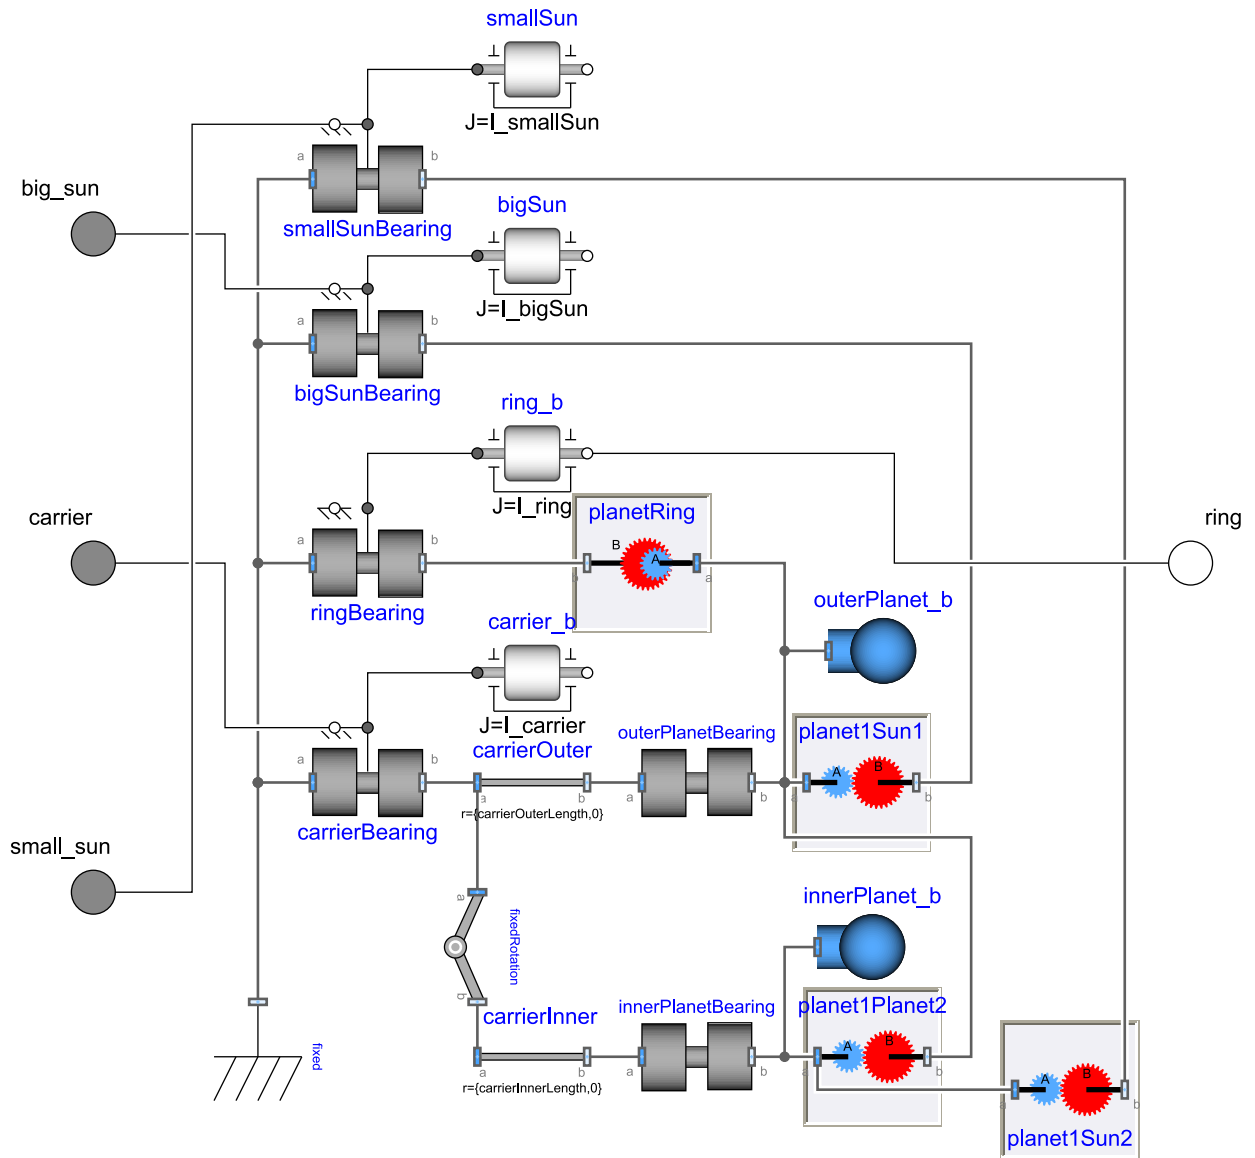 smallSun
J=I_smallSun
a
b
big_sun
smallSunBearing
bigSun
J=I_bigSun
a
b
bigSunBearing
ring_b
J=I_ring
a
b
carrier
ringBearing
planetRing
B
A
b
a
ring
outerPlanet_b
carrier_b
J=I_carrier
a
b
carrierBearing
carrierOuter
a
b
r={carrierOuterLength,0}
outerPlanetBearing
a
b
planet1Sun1
A
B
a
b
small_sun
a
fixedRotation
b
innerPlanet_b
carrierInner
a
b
r={carrierInnerLength,0}
innerPlanetBearing
a
b
planet1Planet2
A
B
b
fixed
A
B
a
b
planet1Sun2